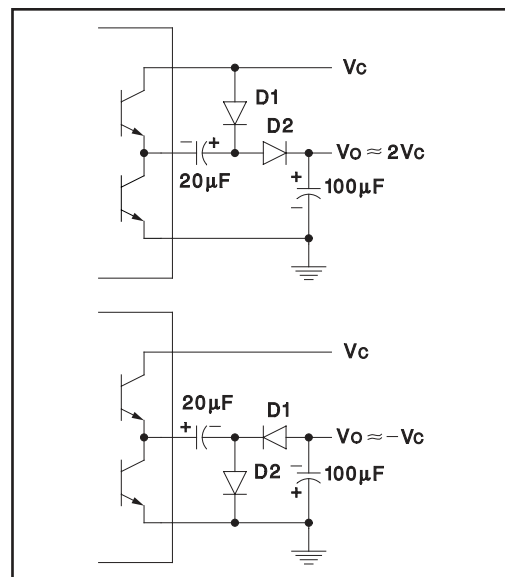 Vc
D1
D2
− +
20µF
Vo ≈ 2Vc
+
100µF
−
Vc
20µF
+ −
D1
Vo ≈ −Vc
D2
−
100µF
+